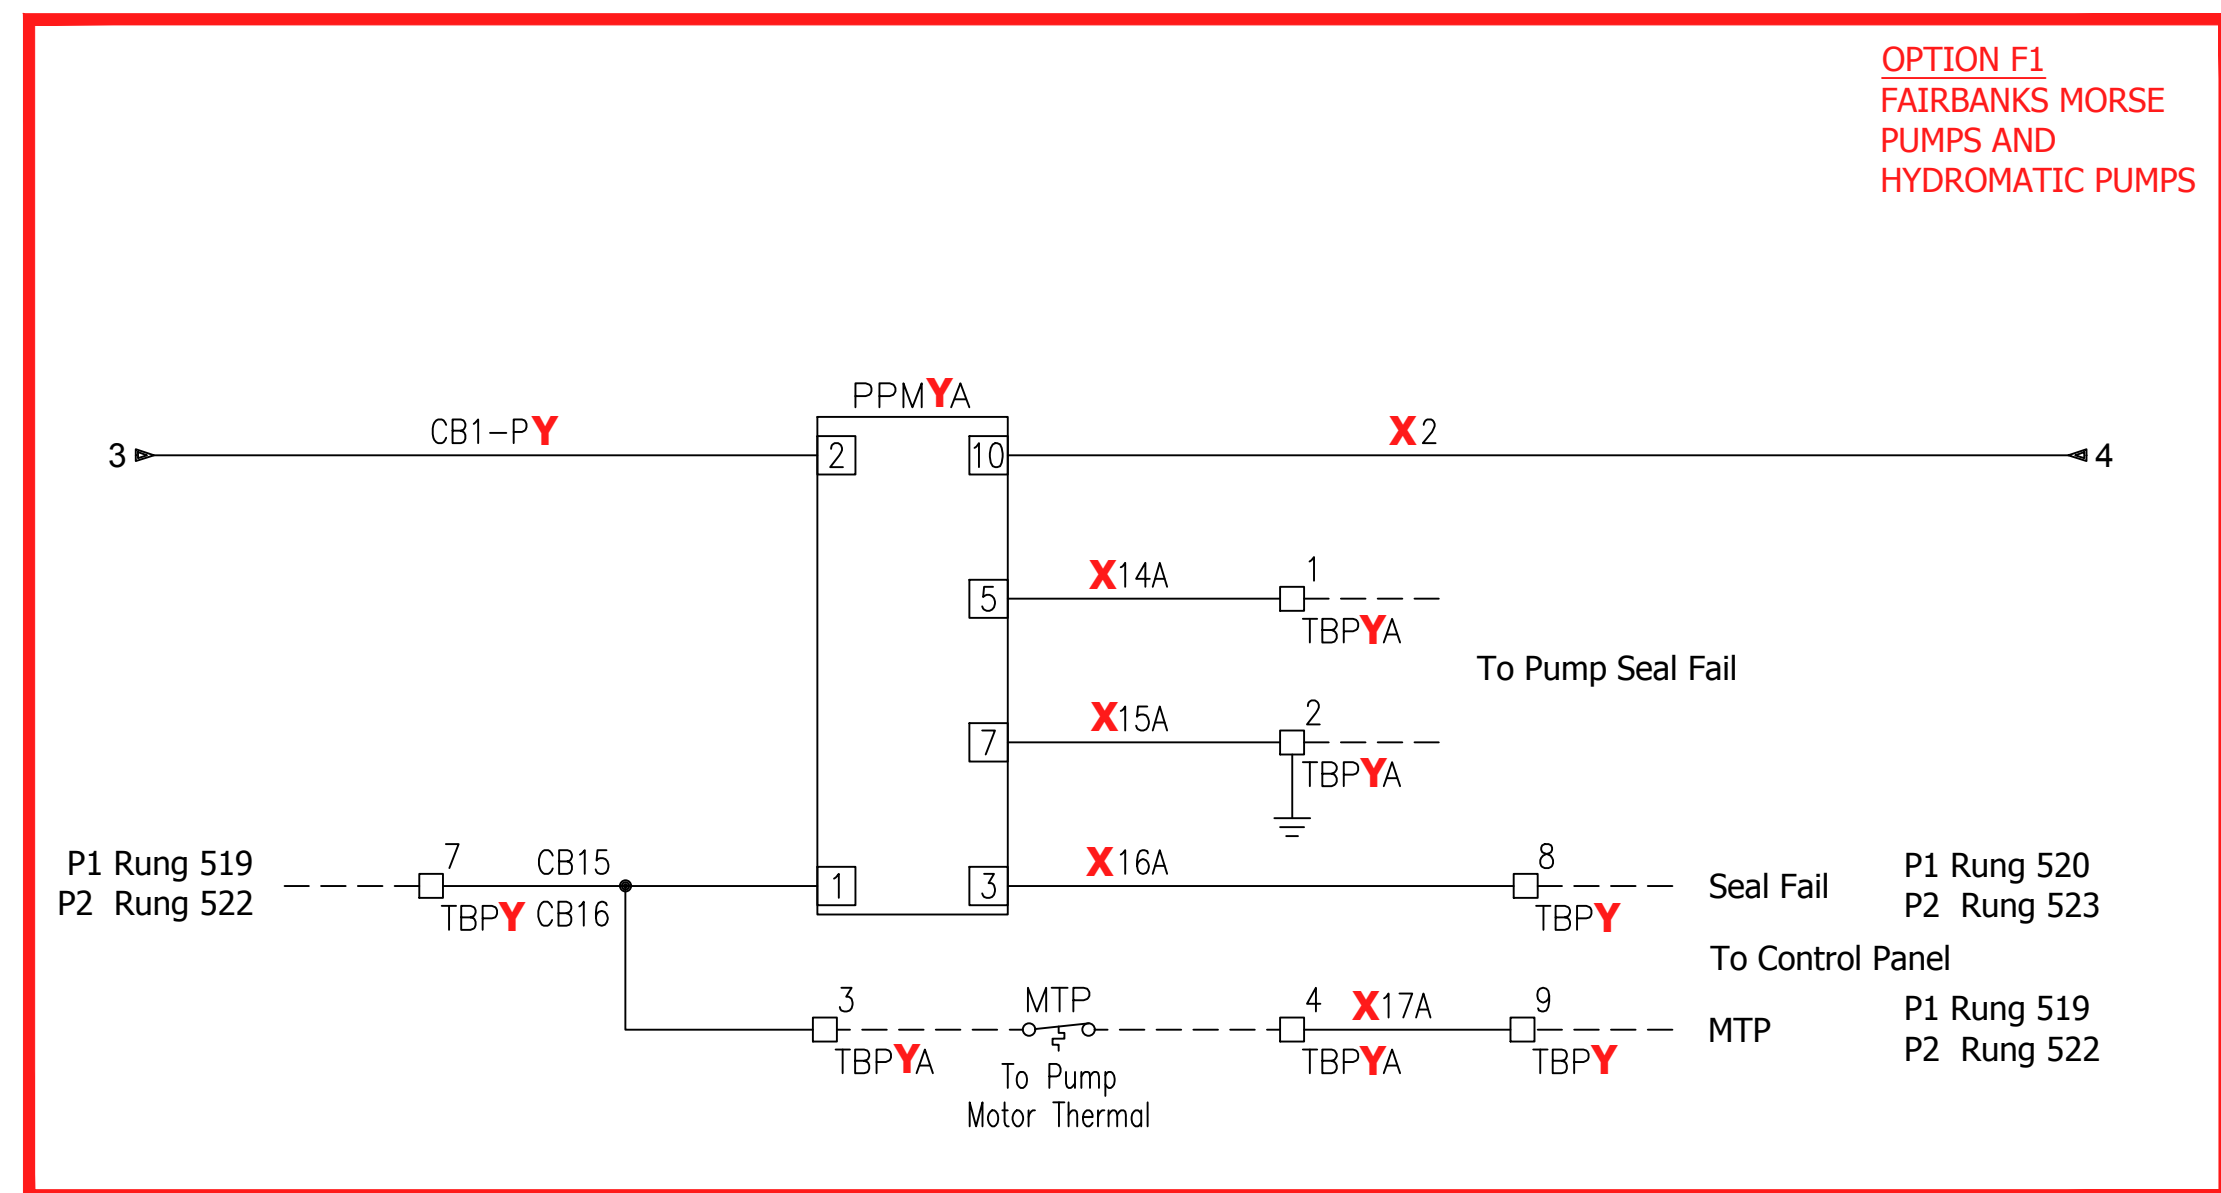 OPTION F1
FAIRBANKS MORSE
PUMPS AND
HYDROMATIC PUMPS
PPMYA
CB1-PY
X2
3
2
10
4
X14A
1
5
TBPYA
To Pump Seal Fail
X15A
2
7
TBPYA
P1 Rung 519
P2 Rung 522
7
CB15
TBPY
CB16
1
3
X16A
8
TBPY
Seal Fail
P1 Rung 520
P2 Rung 523
To Control Panel
3
MTP
4
X17A
9
TBPYA
To Pump
Motor Thermal
TBPYA
TBPY
MTP
P1 Rung 519
P2 Rung 522